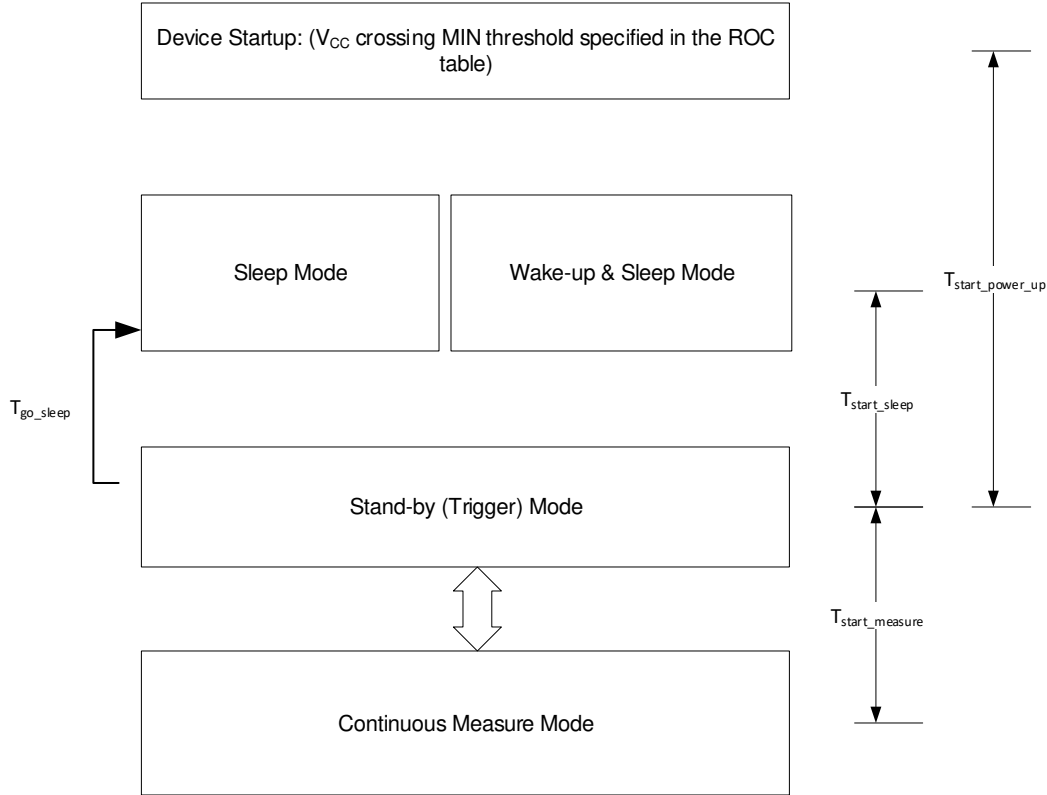 Device Startup: (VCC crossing MIN threshold specified in the ROC
table)
Sleep Mode
Wake-up & Sleep Mode
Tstart_power_up
Tgo_sleep
Tstart_sleep
Stand-by (Trigger) Mode
Tstart_measure
Continuous Measure Mode